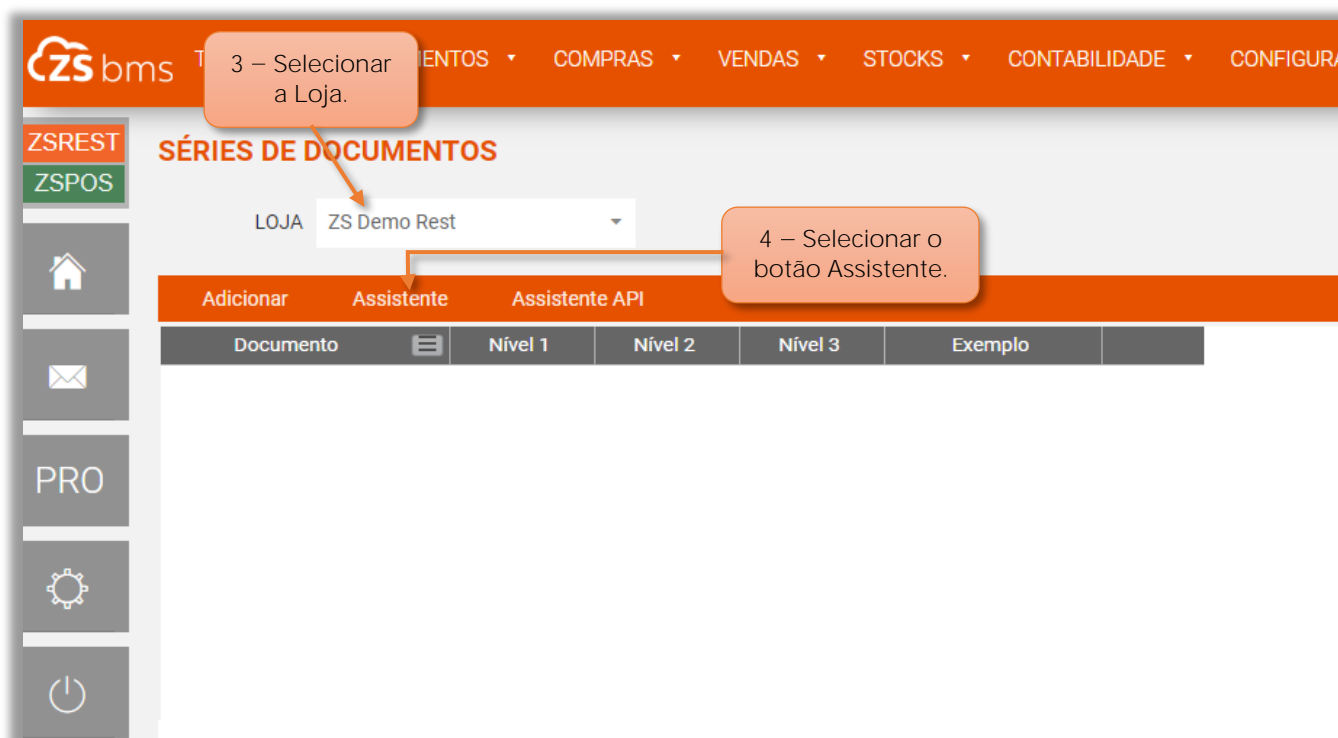 ZS bms
COMPRAS
VENDAS
STOCKS
CONTABILIDADE
3 – Selecionar
a Loja.
ZSREST
ZSPOS
SÉRIES DE DOCUMENTOS
LOJA ZS Demo Rest
4 – Selecionar o
botão Assistente.
Adicionar Assistente Assistente API
Documento Nível 1 Nível 2 Nível 3 Exemplo
PRO